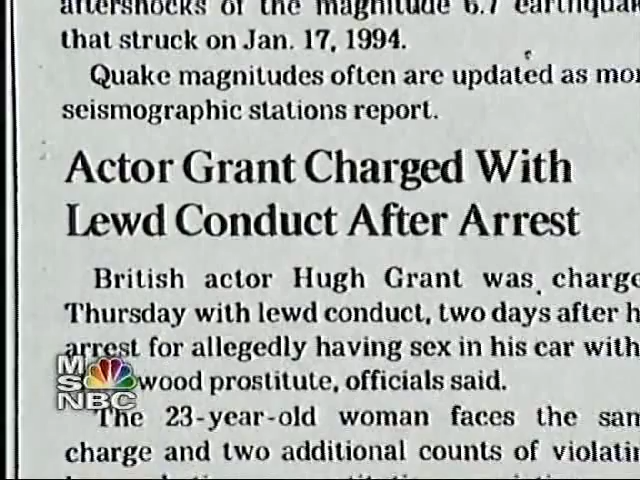 aftershocks of the magnitude 6.7 earthquak
that struck on Jan. 17, 1994.
Quake magnitudes often are updated as mor
seismographic stations report.
Actor Grant Charged With
Lewd Conduct After Arrest
British actor Hugh Grant was charge
Thursday with lewd conduct, two days after h
arrest for allegedly having sex in his car with
wood prostitute, officials said.
The 23-year-old woman faces the sam
charge and two additional counts of violatin
MSNBC